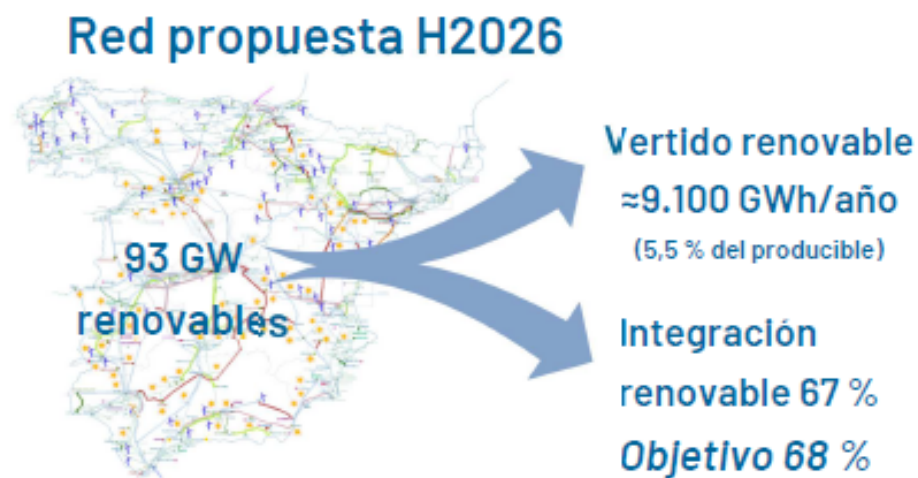 Red propuesta H2026
93 GW
renovables
Vertido renovable
≈9.100 GWh/año
(5,5 % del producible)
Integración
renovable 67 %
Objetivo 68 %